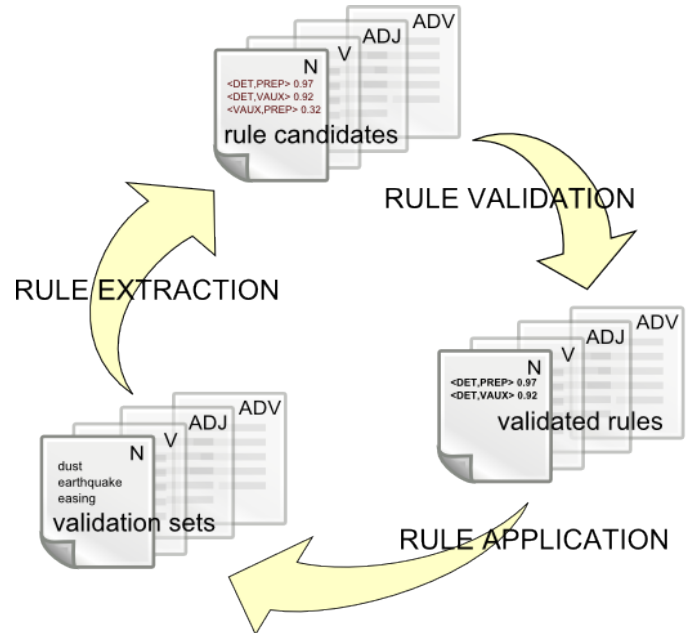 ADV
ADJ
V
N
<DET,PREP> 0.97
<DET,VAUX> 0.92
<VAUX,PREP> 0.32
rule candidates
RULE VALIDATION
RULE EXTRACTION
ADV
ADJ
V
N
<DET,PREP> 0.97
<DET,VAUX> 0.92
validated rules
ADV
ADJ
V
N
dust
earthquake
easing
validation sets
RULE APPLICATION